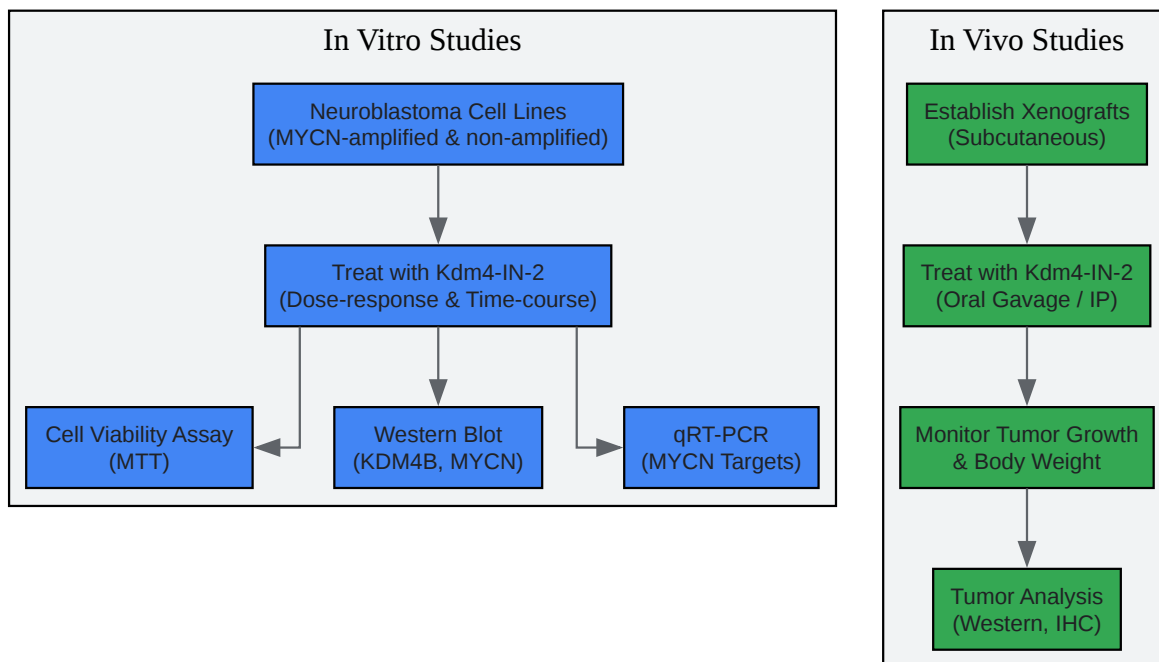 In Vitro Studies
Neuroblastoma Cell Lines
(MYCN-amplified & non-amplified)
Treat with Kdm4-IN-2
(Dose-response & Time-course)
Cell Viability Assay
(MTT)
Western Blot
(KDM4B, MYCN)
qRT-PCR
(MYCN Targets)
In Vivo Studies
Establish Xenografts
(Subcutaneous)
Treat with Kdm4-IN-2
(Oral Gavage / IP)
Monitor Tumor Growth
& Body Weight
Tumor Analysis
(Western, IHC)